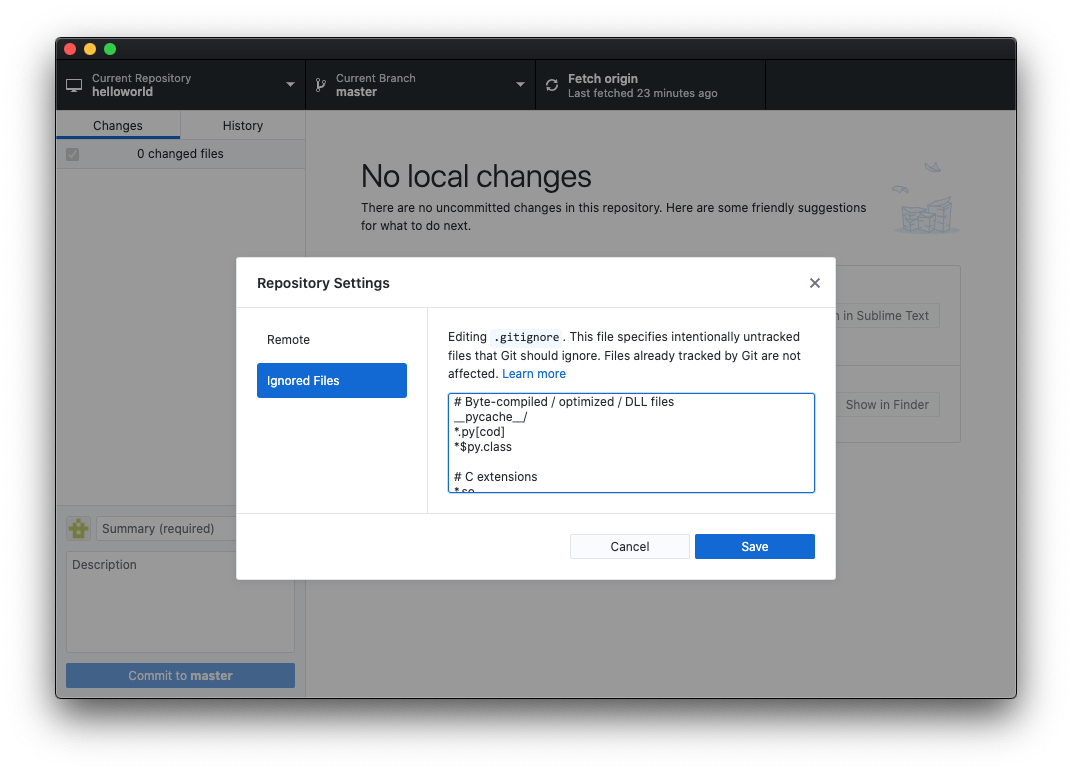 Current Repository
helloworld
Current Branch
master
Fetch origin
Last fetched 23 minutes ago
Changes
History
0 changed files
No local changes
There are no uncommitted changes in this repository. Here are some friendly suggestions
for what to do next.
Repository Settings
Remote
Ignored Files
Editing .gitignore. This file specifies intentionally untracked
files that Git should ignore. Files already tracked by Git are not
affected. Learn more
# Byte-compiled / optimized / DLL files
__pycache__/
*.py[cod]
*$py.class
# C extensions
*.so
in Sublime Text
Show in Finder
Cancel
Save
Summary (required)
Description
Commit to master